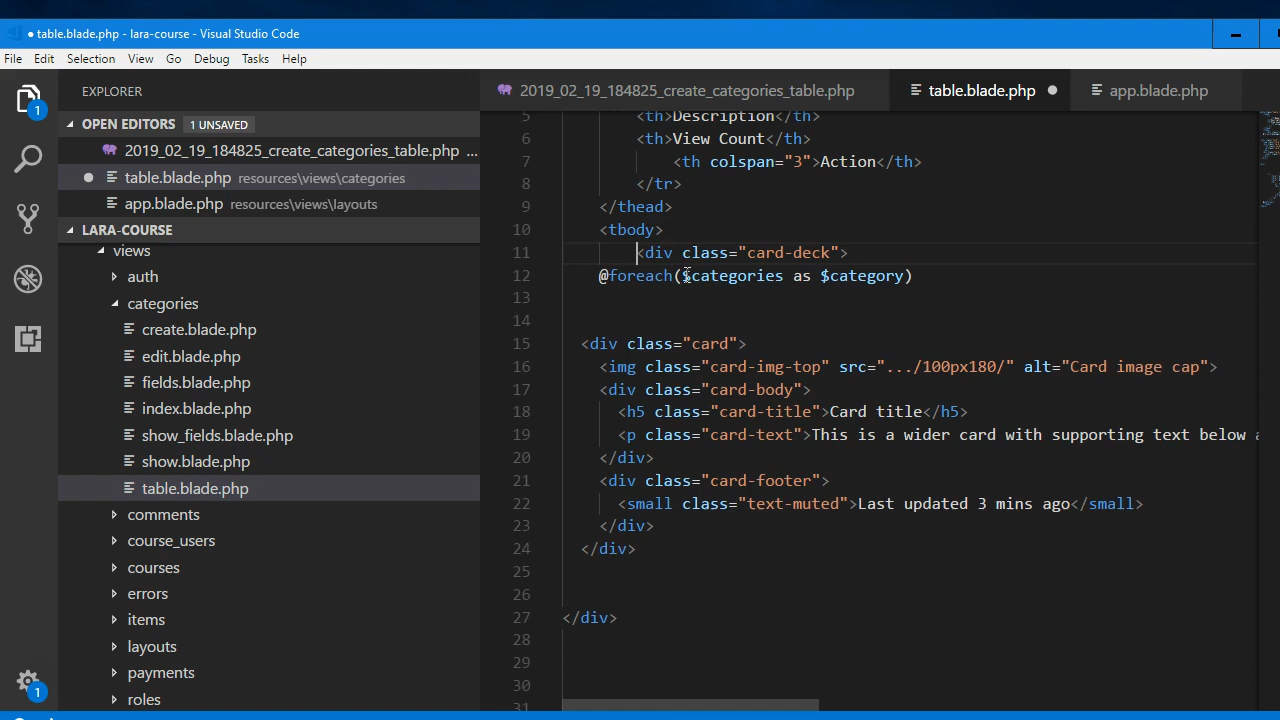 ● table.blade.php - lara-course - Visual Studio Code
File Edit Selection View Go Debug Tasks Help
EXPLORER
OPEN EDITORS 1 UNSAVED
2019_02_19_184825_create_categories_table.php ...
table.blade.php resources\views\categories
app.blade.php resources\views\layouts
LARA-COURSE
views
auth
categories
create.blade.php
edit.blade.php
fields.blade.php
index.blade.php
show_fields.blade.php
show.blade.php
table.blade.php
comments
course_users
courses
errors
items
layouts
payments
roles
1
1
2019_02_19_184825_create_categories_table.php table.blade.php ● app.blade.php
5 <th>Description</th>
6 <th>View Count</th>
7 <th colspan="3">Action</th>
8 </tr>
9 </thead>
10 <tbody>
11 <div class="card-deck">
12 @foreach($categories as $category)
13
14
15 <div class="card">
16 <img class="card-img-top" src=".../100px180/" alt="Card image cap">
17 <div class="card-body">
18 <h5 class="card-title">Card title</h5>
19 <p class="card-text">This is a wider card with supporting text below
20 </div>
21 <div class="card-footer">
22 <small class="text-muted">Last updated 3 mins ago</small>
23 </div>
24 </div>
25
26
27 </div>
28
29
30
31